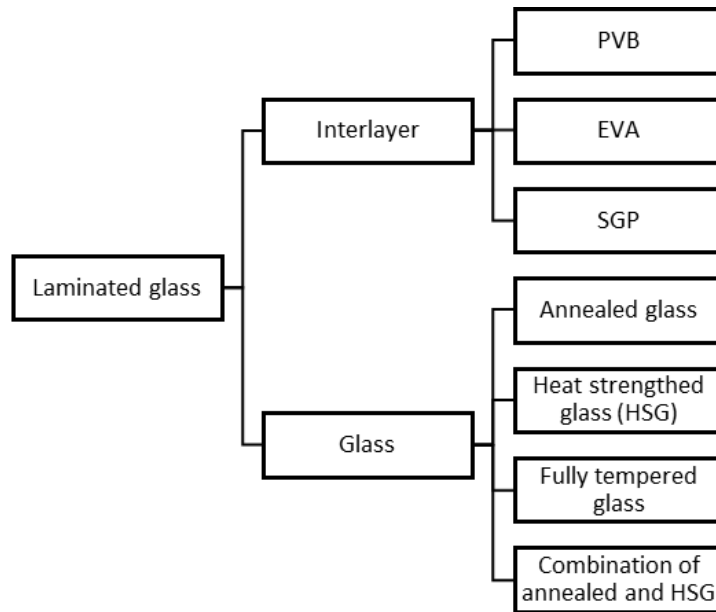 PVB
Interlayer
EVA
SGP
Laminated glass
Annealed glass
Heat strengthed
glass (HSG)
Glass
Fully tempered
glass
Combination of
annealed and HSG